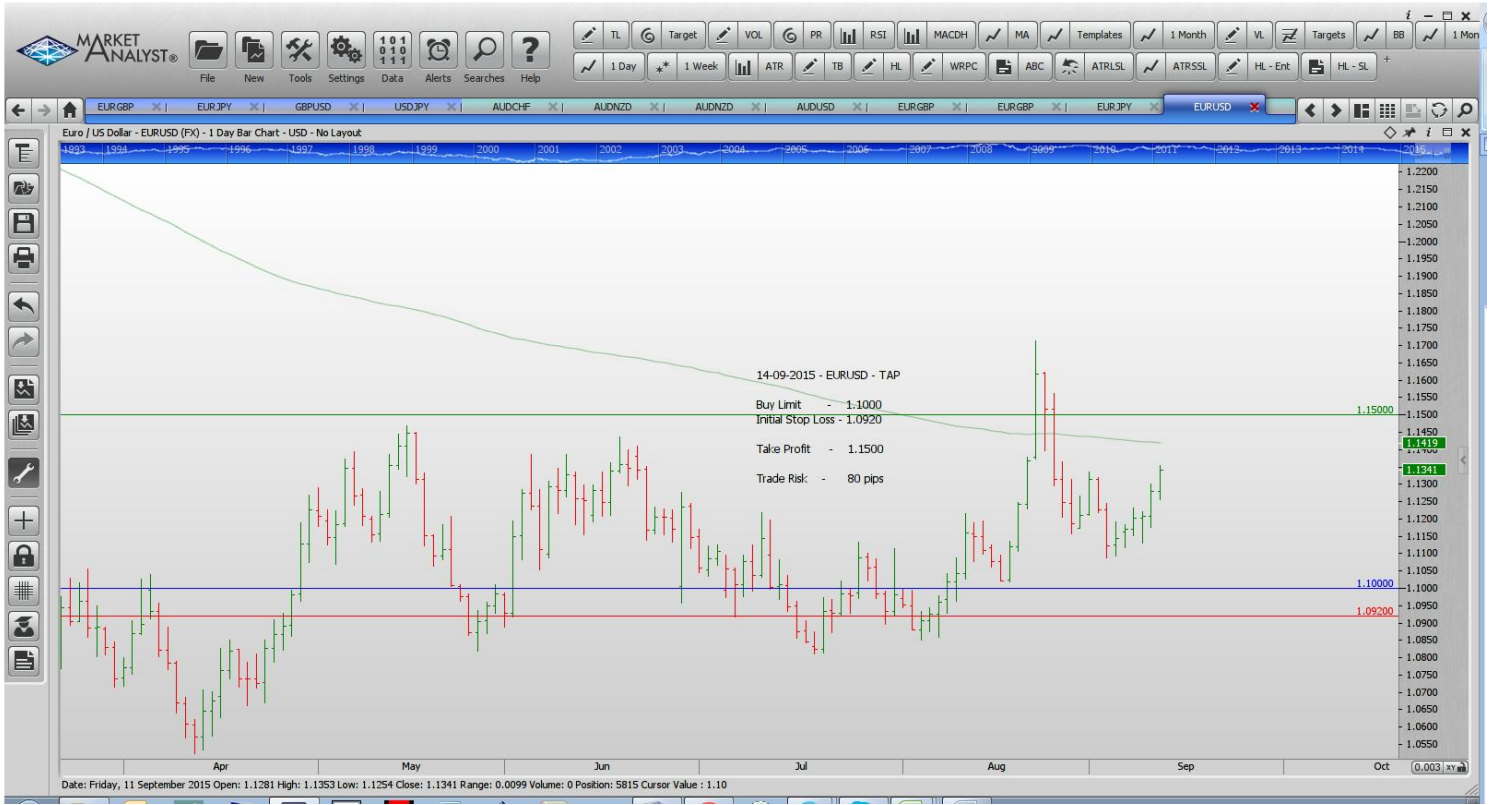 i
MARKET ANALYST®
File New Tools Settings Data Alerts Searches Help
101
010
111
TL Target VOL PR RSI MACDH MA Templates 1 Month VL Targets BB 1 Mon
1 Day 1 Week ATR TB HL WRPC ABC ATRLSL ATRSSL HL - Ent HL - SL +
EURGBP EURJPY GBPUSD USDJPY AUDCHF AUDNZD AUDNZD AUDUSD EURGBP EURGBP EURJPY EURUSD
Euro / US Dollar - EURUSD (FX) - 1 Day Bar Chart - USD - No Layout
1993 1994 1995 1996 1997 1998 1999 2000 2001 2002 2003 2004 2005 2006 2007 2008 2009 2010 2011 2012 2013 2014 2015
1.2200
1.2150
1.2100
1.2050
1.2000
1.1950
1.1900
1.1850
1.1800
1.1750
1.1700
1.1650
1.1600
1.1550
1.1500
1.1450
1.1419
1.1400
1.1341
1.1300
1.1250
1.1200
1.1150
1.1100
1.1050
1.1000
1.0950
1.0900
1.0850
1.0800
1.0750
1.0700
1.0650
1.0600
1.0550
14-09-2015 - EURUSD - TAP
Buy Limit - 1.1000
Initial Stop Loss - 1.0920
Take Profit - 1.1500
Trade Risk - 80 pips
1.15000
1.10000
1.09200
Apr May Jun Jul Aug Sep Oct
0.003 XY
Date: Friday, 11 September 2015 Open: 1.1281 High: 1.1353 Low: 1.1254 Close: 1.1341 Range: 0.0099 Volume: 0 Position: 5815 Cursor Value : 1.10